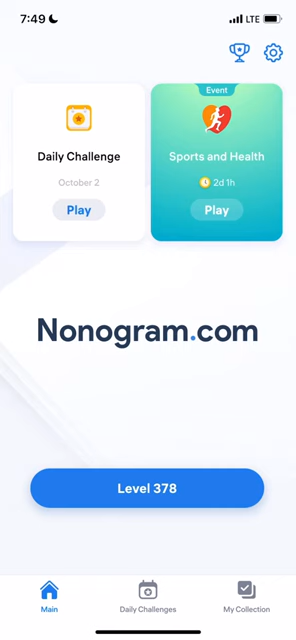 7:49
LTE
Event
Daily Challenge
October 2
Play
Sports and Health
2d 1h
Play
Nonogram.com
Level 378
Main
Daily Challenges
My Collection